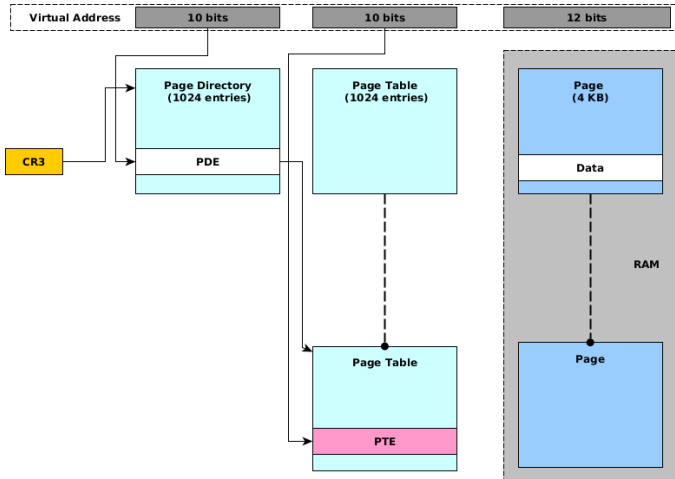 Virtual Address
10 bits
10 bits
12 bits
Page Directory
(1024 entries)
Page Table
(1024 entries)
Page
(4 KB)
CR3
PDE
Data
RAM
Page Table
Page
PTE